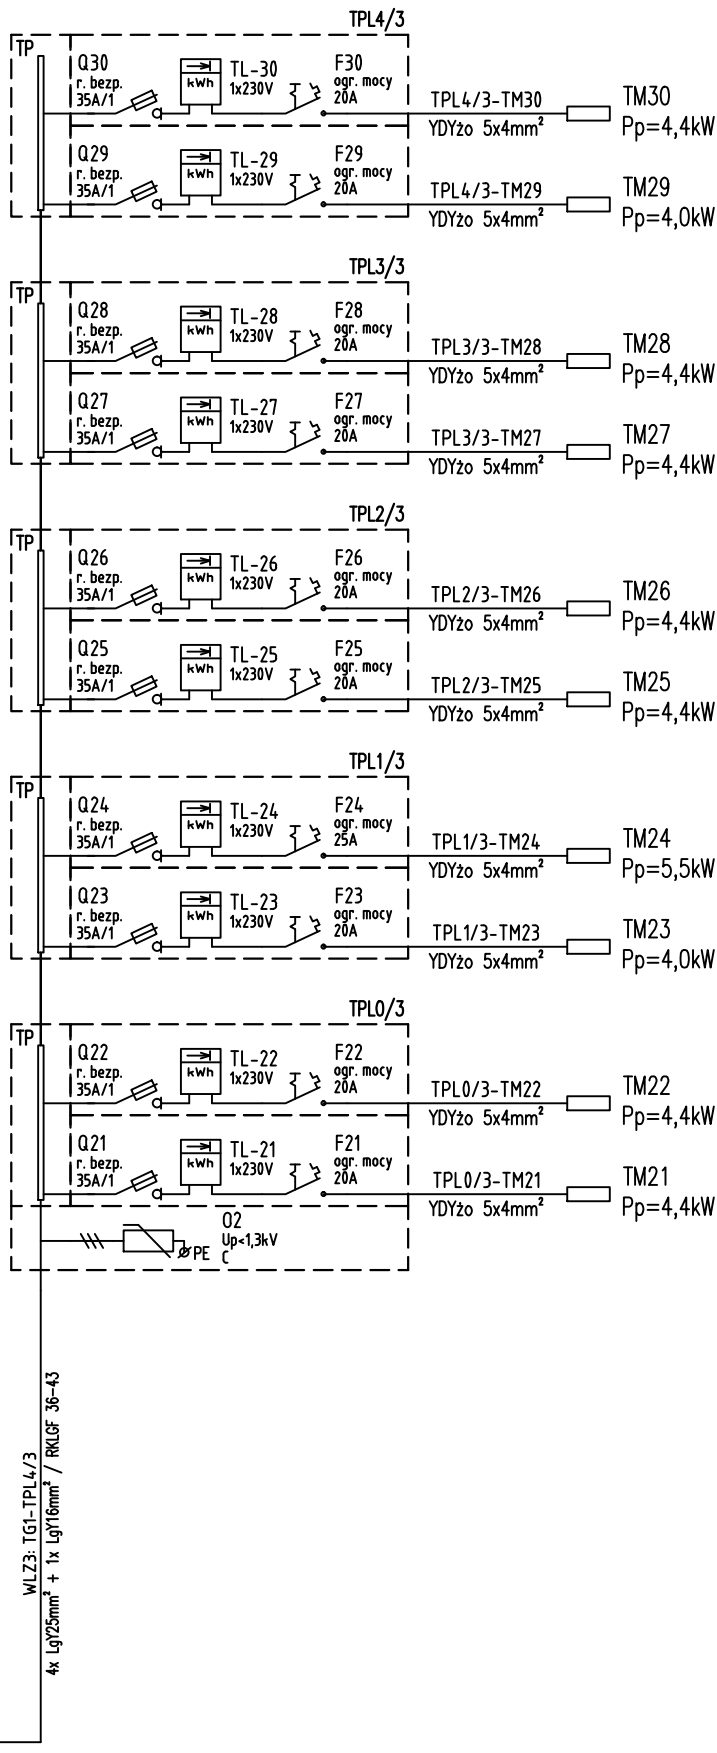 TPL4/3
TP
Q30
r. bezp.
35A/1
kWh
TL-30
1x230V
F30
ogr. mocy
20A
TPL4/3-TM30
YDYżo 5x4mm²
TM30
Pp=4,4kW
Q29
r. bezp.
35A/1
kWh
TL-29
1x230V
F29
ogr. mocy
20A
TPL4/3-TM29
YDYżo 5x4mm²
TM29
Pp=4,0kW
TPL3/3
TP
Q28
r. bezp.
35A/1
kWh
TL-28
1x230V
F28
ogr. mocy
20A
TPL3/3-TM28
YDYżo 5x4mm²
TM28
Pp=4,4kW
Q27
r. bezp.
35A/1
kWh
TL-27
1x230V
F27
ogr. mocy
20A
TPL3/3-TM27
YDYżo 5x4mm²
TM27
Pp=4,4kW
TPL2/3
TP
Q26
r. bezp.
35A/1
kWh
TL-26
1x230V
F26
ogr. mocy
20A
TPL2/3-TM26
YDYżo 5x4mm²
TM26
Pp=4,4kW
Q25
r. bezp.
35A/1
kWh
TL-25
1x230V
F25
ogr. mocy
20A
TPL2/3-TM25
YDYżo 5x4mm²
TM25
Pp=4,4kW
TPL1/3
TP
Q24
r. bezp.
35A/1
kWh
TL-24
1x230V
F24
ogr. mocy
25A
TPL1/3-TM24
YDYżo 5x4mm²
TM24
Pp=5,5kW
Q23
r. bezp.
35A/1
kWh
TL-23
1x230V
F23
ogr. mocy
20A
TPL1/3-TM23
YDYżo 5x4mm²
TM23
Pp=4,0kW
TPL0/3
TP
Q22
r. bezp.
35A/1
kWh
TL-22
1x230V
F22
ogr. mocy
20A
TPL0/3-TM22
YDYżo 5x4mm²
TM22
Pp=4,4kW
Q21
r. bezp.
35A/1
kWh
TL-21
1x230V
F21
ogr. mocy
20A
TPL0/3-TM21
YDYżo 5x4mm²
TM21
Pp=4,4kW
PE
O2
Up<1,3kV
C
WLZ3: TG1-TPL4/3
4x LgY25mm² + 1x LgY16mm² / RKLGF 36-43